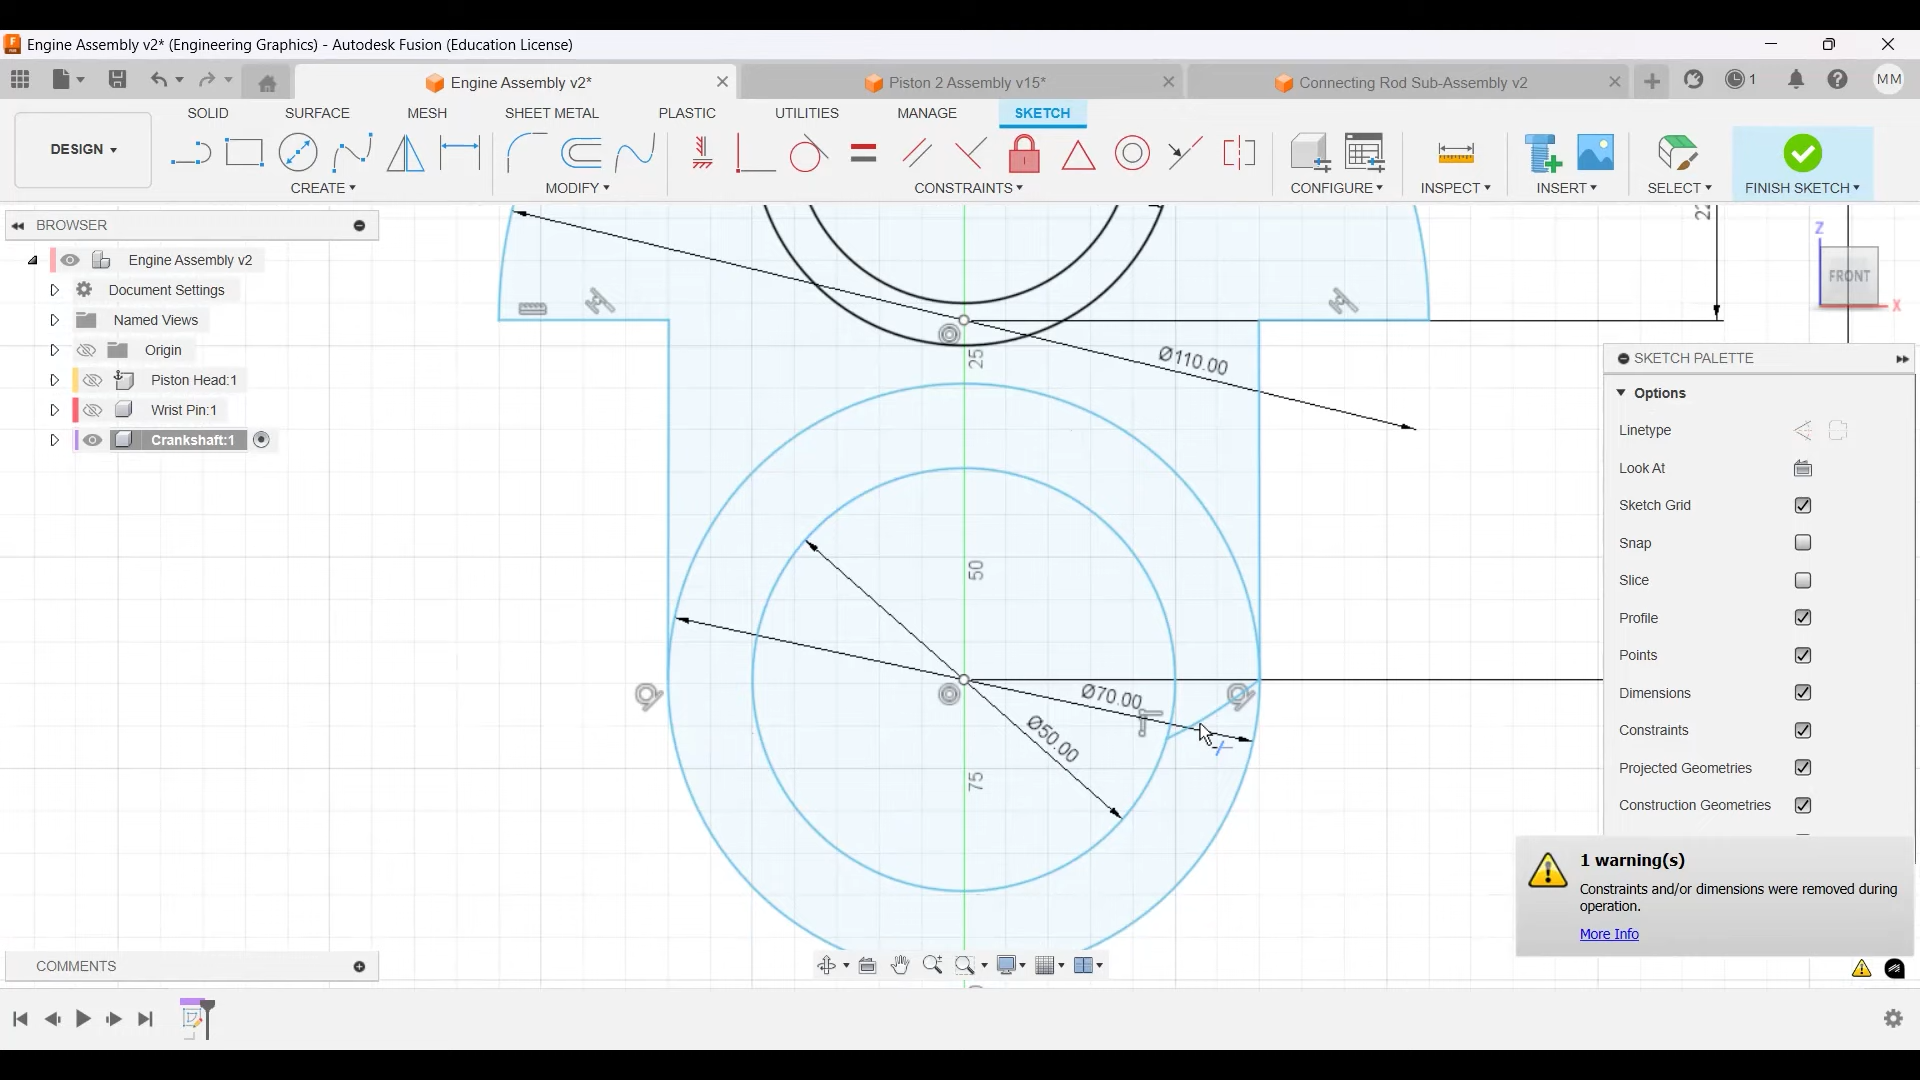 Engine Assembly v2* (Engineering Graphics) - Autodesk Fusion (Education License)
Engine Assembly v2*
Piston 2 Assembly v15*
Connecting Rod Sub-Assembly v2
1
MM
DESIGN
SOLID
SURFACE
MESH
SHEET METAL
PLASTIC
UTILITIES
MANAGE
SKETCH
CREATE
MODIFY
CONSTRAINTS
CONFIGURE
INSPECT
INSERT
SELECT
FINISH SKETCH
BROWSER
Engine Assembly v2
Document Settings
Named Views
Origin
Piston Head:1
Wrist Pin:1
Crankshaft:1
Z
FRONT
X
25
Ø110.00
50
Ø70.00
Ø50.00
75
SKETCH PALETTE
Options
Linetype
Look At
Sketch Grid
Snap
Slice
Profile
Points
Dimensions
Constraints
Projected Geometries
Construction Geometries
1 warning(s)
Constraints and/or dimensions were removed during
operation.
More Info
COMMENTS